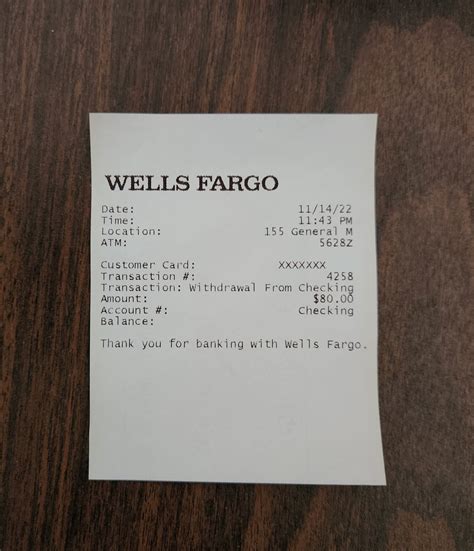 WELLS FARGO
Date: 11/14/22
Time: 11:43 PM
Location: 155 General M
ATM: 5628Z
Customer Card: XXXXXXX
Transaction #: 4258
Transaction: Withdrawal From Checking
Amount: $80.00
Account #: Checking
Balance:
Thank you for banking with Wells Fargo.